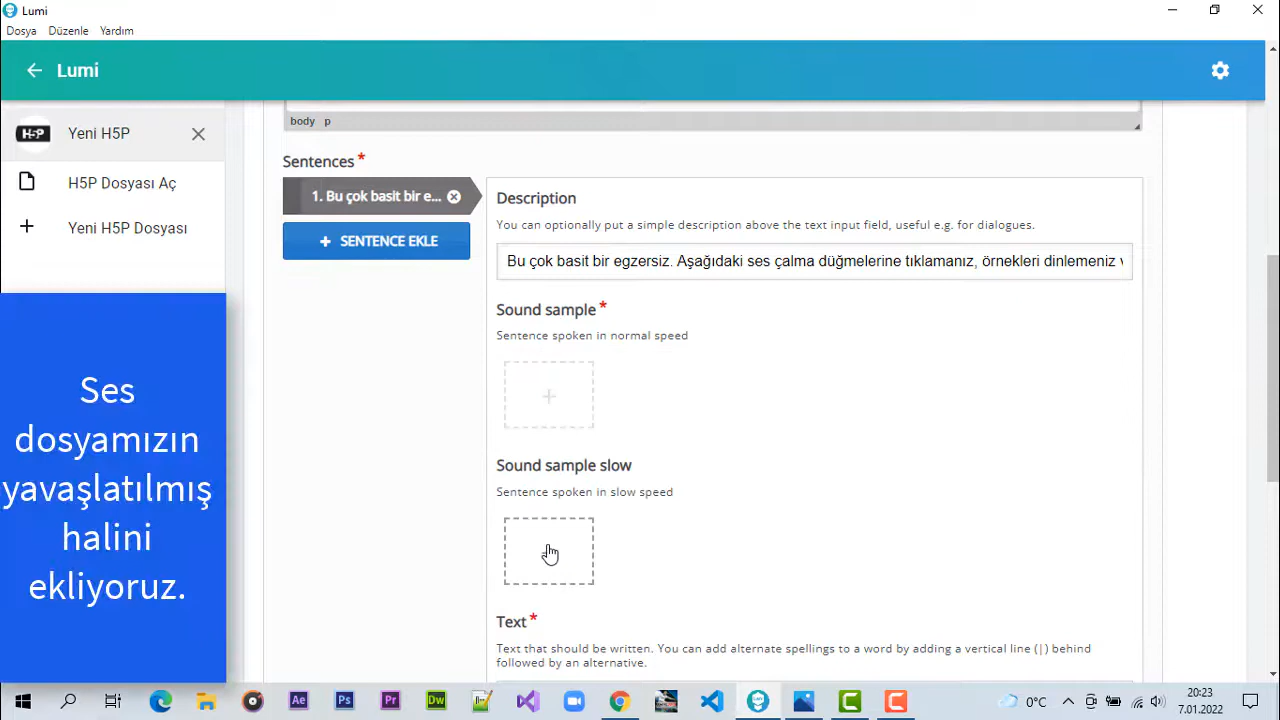 Lumi
Dosya Düzenle Yardım
Lumi
H5P Yeni H5P
H5P Dosyası Aç
Yeni H5P Dosyası
Ses
dosyamızın
yavaşlatılmış
halini
ekliyoruz.
body p
Sentences *
1. Bu çok basit bir e...
+ SENTENCE EKLE
Description
You can optionally put a simple description above the text input field, useful e.g. for dialogues.
Bu çok basit bir egzersiz. Aşağıdaki ses çalma düğmelerine tıklamanız, örnekleri dinlemeniz v
Sound sample *
Sentence spoken in normal speed
Sound sample slow
Sentence spoken in slow speed
Text *
Text that should be written. You can add alternate spellings to a word by adding a vertical line (|) behind
followed by an alternative.
Ae Ps Pr Dw
0°C
20:23
7.01.2022